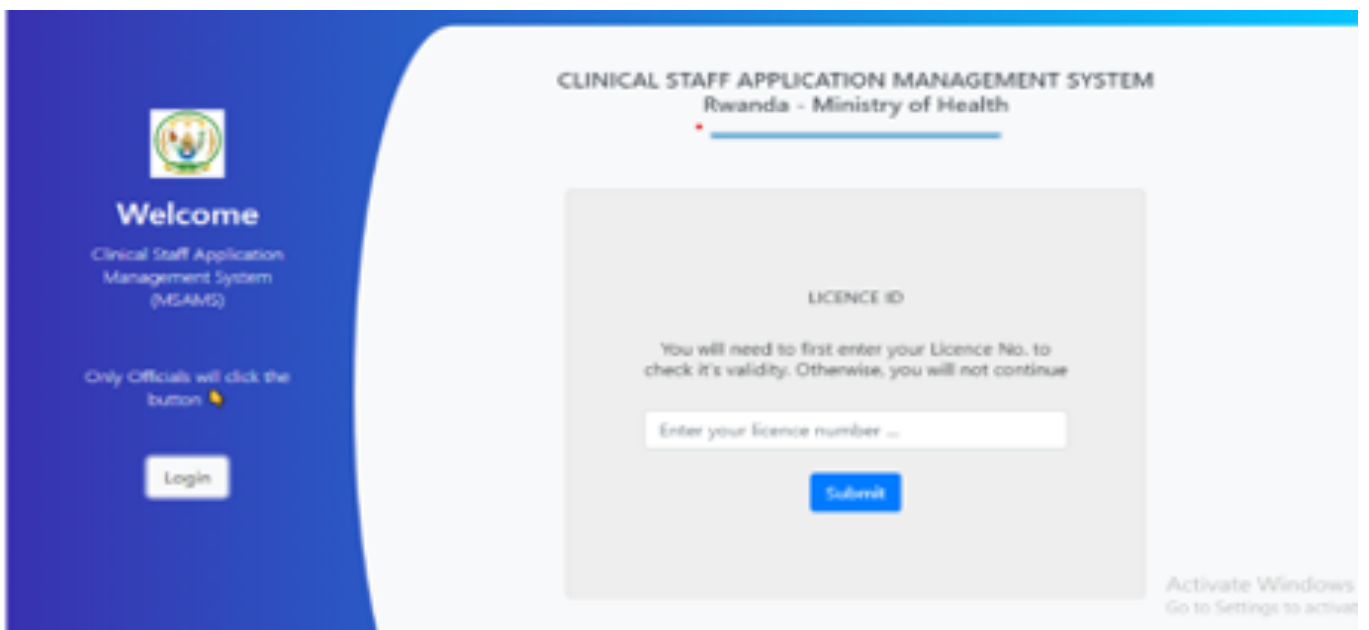 Welcome
Clinical Staff Application
Management System
(MSAMS)
Only Officials will click the
button
Login
CLINICAL STAFF APPLICATION MANAGEMENT SYSTEM
Rwanda - Ministry of Health
LICENCE ID
You will need to first enter your Licence No. to
check it's validity. Otherwise, you will not continue
Enter your licence number ...
Submit
Activate Windows
Go to Settings to activat